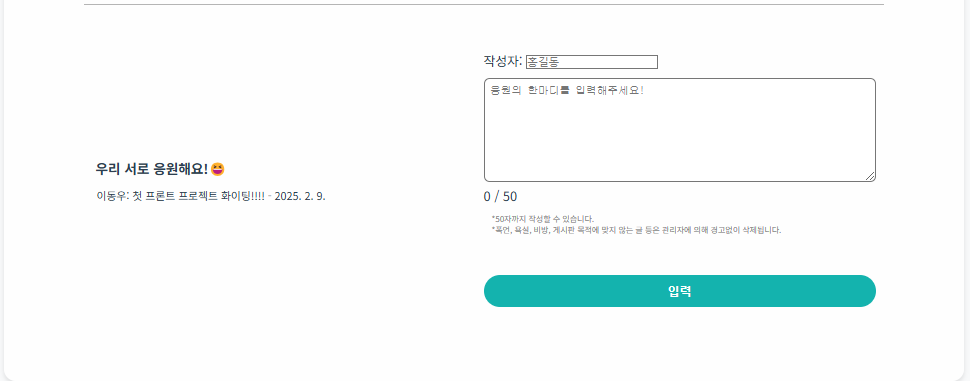 우리 서로 응원해요!😆
이동우: 첫 프론트 프로젝트 화이팅!!!! - 2025. 2. 9.
작성자: 홍길동
응원의 한마디를 입력해주세요!
0 / 50
*50자까지 작성할 수 있습니다.
*폭언, 욕설, 비방, 게시판 목적에 맞지 않는 글 등은 관리자에 의해 경고없이 삭제됩니다.
입력